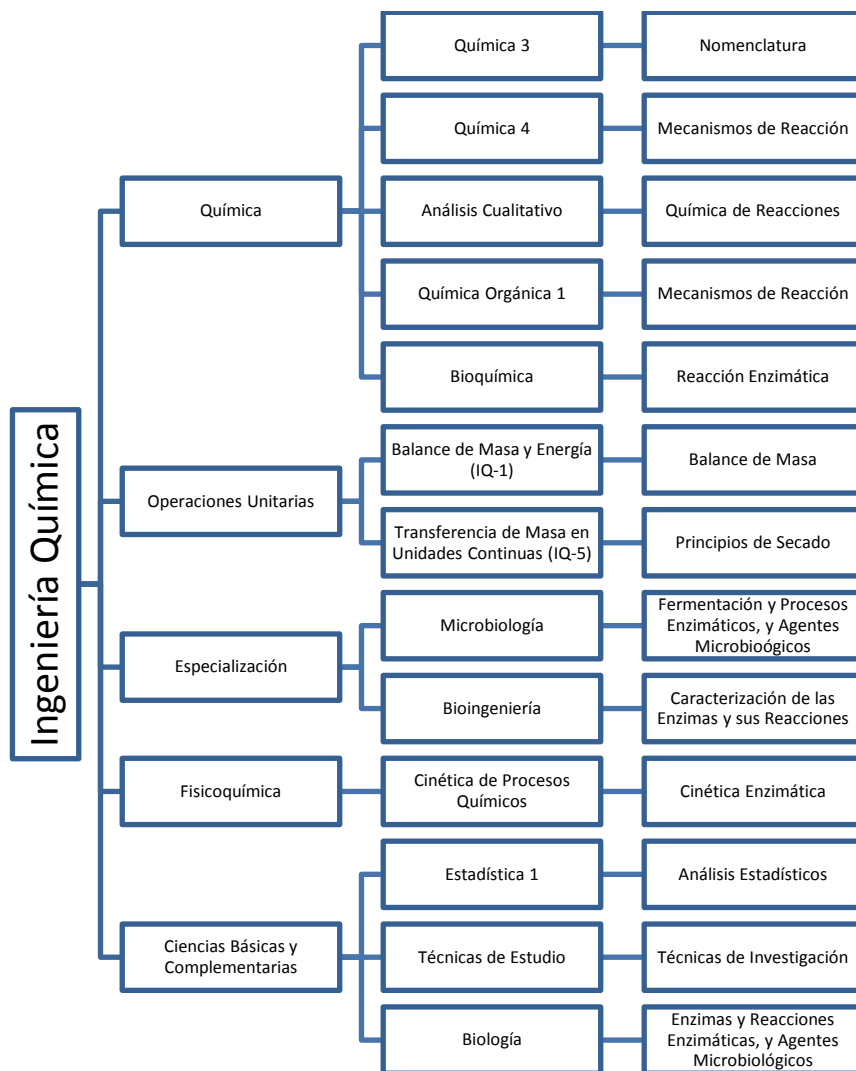 Ingeniería Química
Química
Química 3
Nomenclatura
Química 4
Mecanismos de Reacción
Análisis Cualitativo
Química de Reacciones
Química Orgánica 1
Mecanismos de Reacción
Bioquímica
Reacción Enzimática
Operaciones Unitarias
Balance de Masa y Energía
(IQ-1)
Balance de Masa
Transferencia de Masa en
Unidades Continuas (IQ-5)
Principios de Secado
Especialización
Microbiología
Fermentación y Procesos
Enzimáticos, y Agentes
Microbioógicos
Bioingeniería
Caracterización de las
Enzimas y sus Reacciones
Fisicoquímica
Cinética de Procesos
Químicos
Cinética Enzimática
Ciencias Básicas y
Complementarias
Estadística 1
Análisis Estadísticos
Técnicas de Estudio
Técnicas de Investigación
Biología
Enzimas y Reacciones
Enzimáticas, y Agentes
Microbiológicos